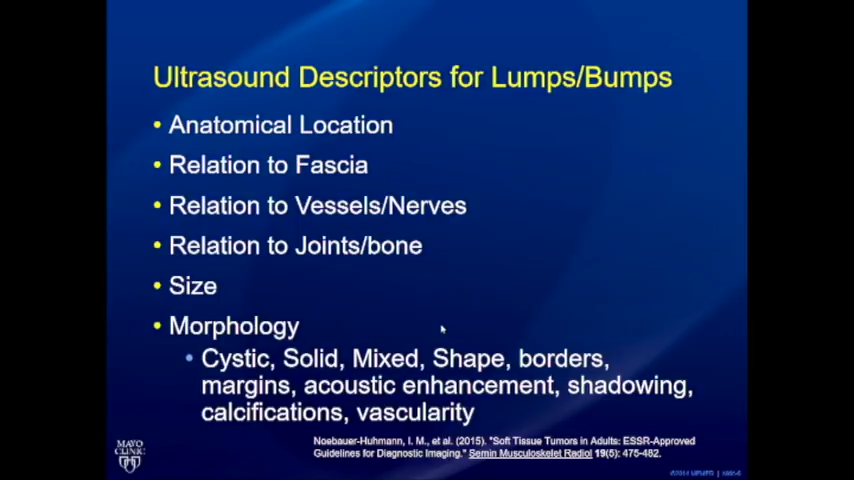 Ultrasound Descriptors for Lumps/Bumps
• Anatomical Location
• Relation to Fascia
• Relation to Vessels/Nerves
• Relation to Joints/bone
• Size
• Morphology
• Cystic, Solid, Mixed, Shape, borders,
margins, acoustic enhancement, shadowing,
calcifications, vascularity
Noebauer-Huhmann, I. M., et al. (2015). "Soft Tissue Tumors in Adults: ESSR-Approved
Guidelines for Diagnostic Imaging." Semin Musculoskelet Radiol 19(5): 475-482.
MAYO
CLINIC